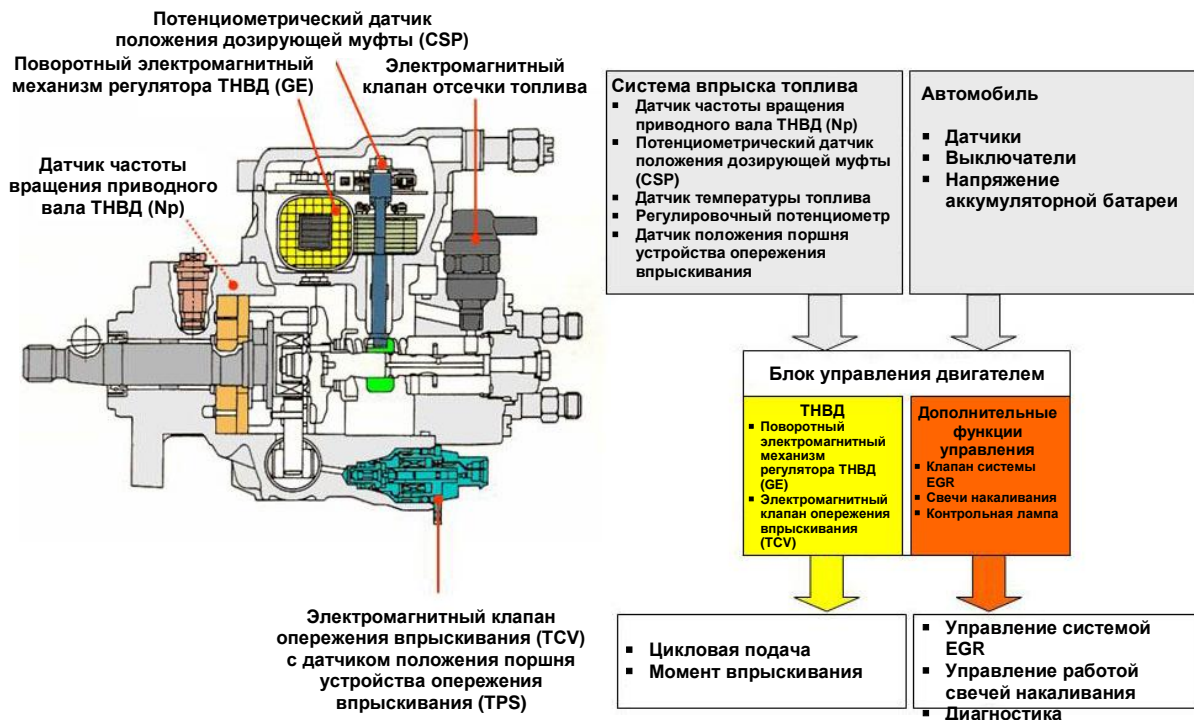 Потенциометрический датчик
положения дозирующей муфты (CSP)
Поворотный электромагнитный
механизм регулятора ТНВД (GE)
Электромагнитный
клапан отсечки топлива
Датчик частоты
вращения приводного
вала ТНВД (Np)
Электромагнитный клапан
опережения впрыскивания (TCV)
с датчиком положения поршня
устройства опережения
впрыскивания (TPS)
Система впрыска топлива
▪ Датчик частоты вращения
приводного вала ТНВД (Np)
▪ Потенциометрический датчик
положения дозирующей муфты
(CSP)
▪ Датчик температуры топлива
▪ Регулировочный потенциометр
▪ Датчик положения поршня
устройства опережения
впрыскивания
Автомобиль
▪ Датчики
▪ Выключатели
▪ Напряжение
аккумуляторной батареи
Блок управления двигателем
ТНВД
▪ Поворотный
электромагнитный
механизм
регулятора ТНВД
(GE)
▪ Электромагнитный
клапан опережения
впрыскивания
(TCV)
Дополнительные
функции
управления
▪ Клапан системы
EGR
▪ Свечи накаливания
▪ Контрольная лампа
▪ Цикловая подача
▪ Момент впрыскивания
▪ Управление системой
EGR
▪ Управление работой
свечей накаливания
▪ Диагностика